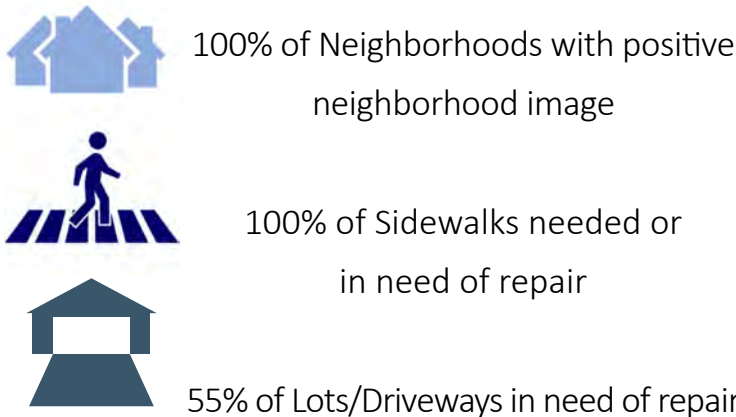 100% of Neighborhoods with positive
neighborhood image
100% of Sidewalks needed or
in need of repair
55% of Lots/Driveways in need of repair